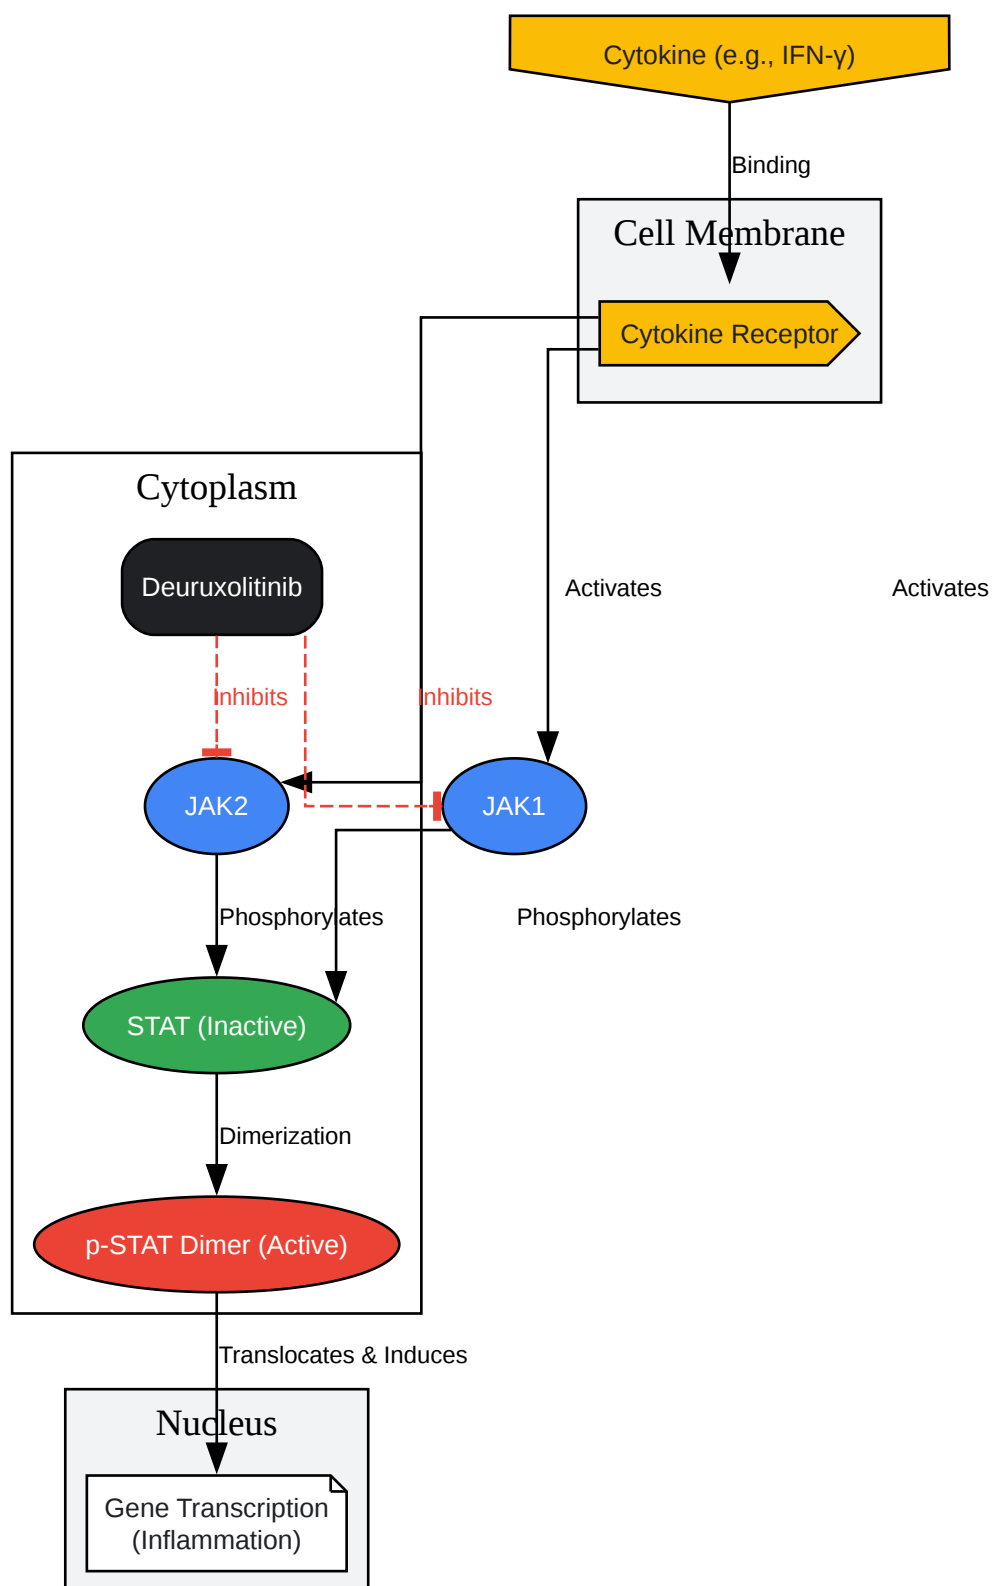 Cytokine (e.g., IFN-γ)
Binding
Cell Membrane
Cytokine Receptor
Cytoplasm
Deuruxolitinib
Activates
Activates
Inhibits
Inhibits
JAK2
JAK1
Phosphorylates
Phosphorylates
STAT (Inactive)
Dimerization
p-STAT Dimer (Active)
Translocates & Induces
Nucleus
Gene Transcription
(Inflammation)